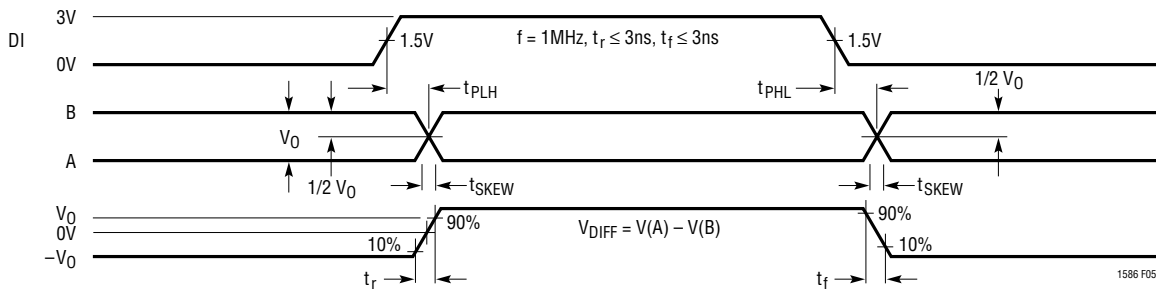 3V
DI
1.5V
f = 1MHz, tr ≤ 3ns, tf ≤ 3ns
1.5V
0V
tPLH
tPHL
1/2 VO
B
VO
A
1/2 VO
tSKEW
tSKEW
VO
90%
VDIFF = V(A) – V(B)
90%
0V
10%
10%
–VO
tr
tf
1586 F05